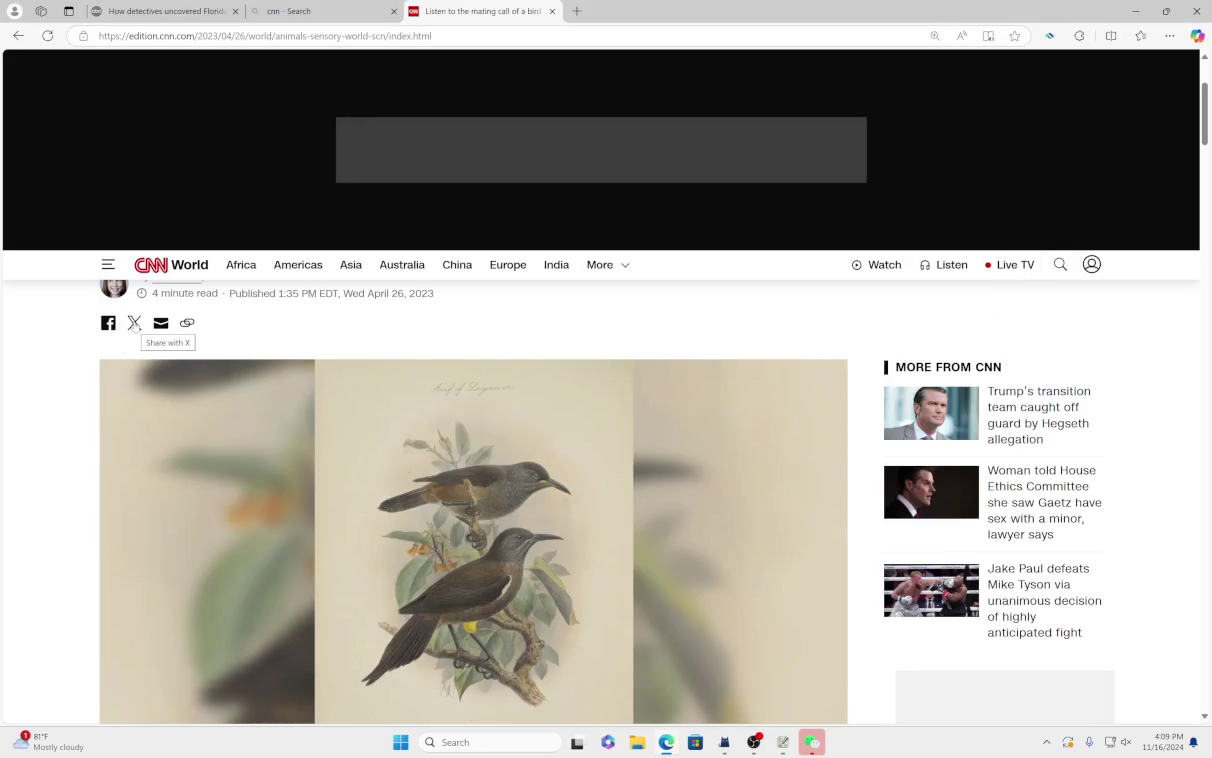 How detectives uncovered Florid
cnn - Search
Listen to the mating call of a bird
https://edition.cnn.com/2023/04/26/world/animals-sensory-world-scn/index.html
CNN World Africa Americas Asia Australia China Europe India More Watch Listen Live TV
4 minute read · Published 1:35 PM EDT, Wed April 26, 2023
Share with X
MORE FROM CNN
Trump's transition
team caught off
guard by Hegseth
allegation
Woman told House
Ethics Committee
she saw Gaetz have
sex with a minor,
lawyer says
Jake Paul defeats
Mike Tyson via
unanimous decision
of highly
anticipated fight
1
81°F
Mostly cloudy
Search
4:09 PM
11/16/2024